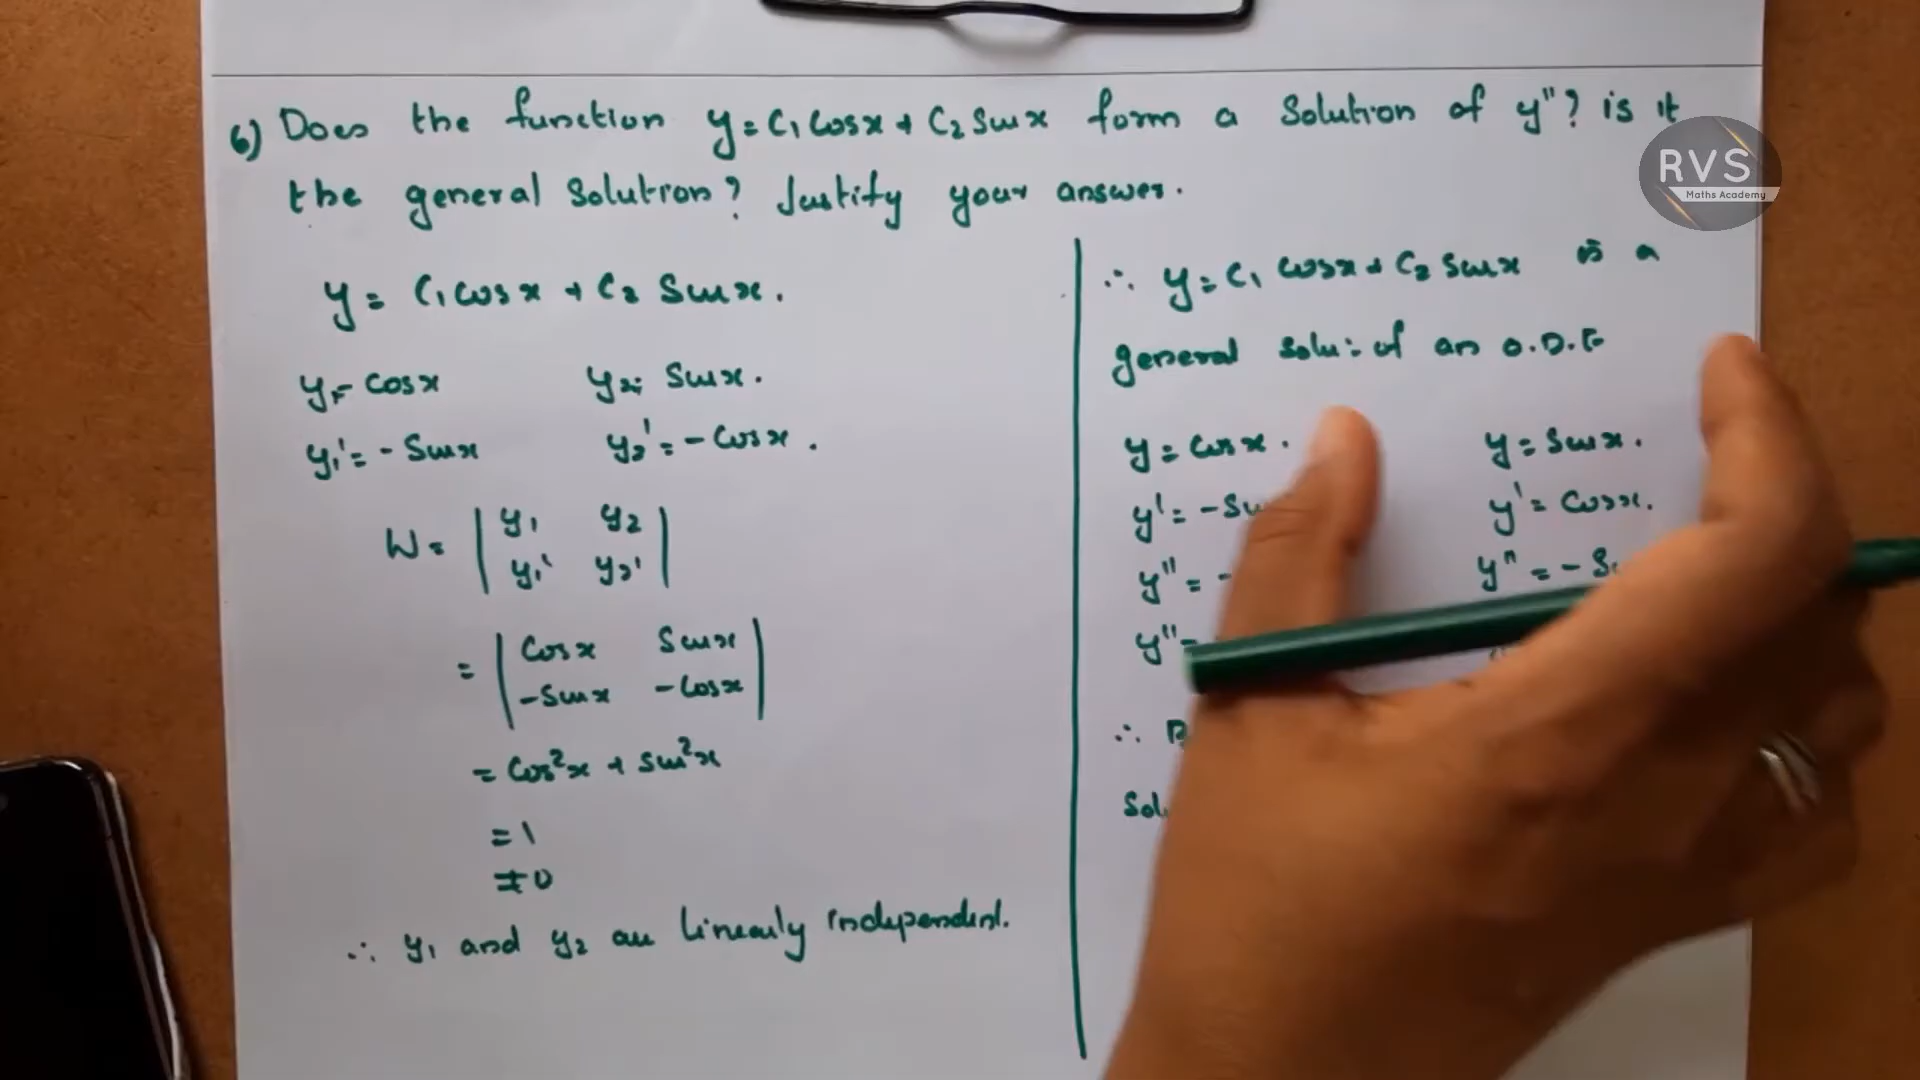 6) Does the function y = C1 Cosx + C2 Sinx form a Solution of y"? is it
the general Solution? Justify your answer.
RVS
Maths Academy
y = C1 Cosx + C2 Sinx.
y1 = Cosx y2 = Sinx.
y1' = - Sinx y2' = - Cosx.
W = | y1 y2 |
| y1' y2' |
= | Cosx Sinx |
| -Sinx -Cosx |
= Cos²x + Sin²x
= 1
≠ 0
∴ y1 and y2 are linearly independent.
∴ y = C1 Cosx + C2 Sinx is a
general Solu: of an O.D.E
y = Cosx. y = Sinx.
y' = - y' = Cosx.
y" = - y" = -
y" =
∴